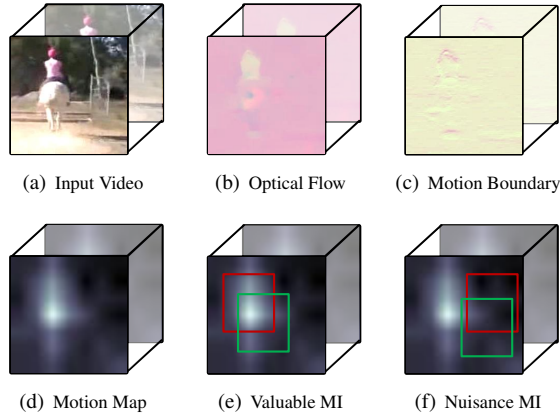 (a) Input Video
(b) Optical Flow
(c) Motion Boundary
(d) Motion Map
(e) Valuable MI
(f) Nuisance MI